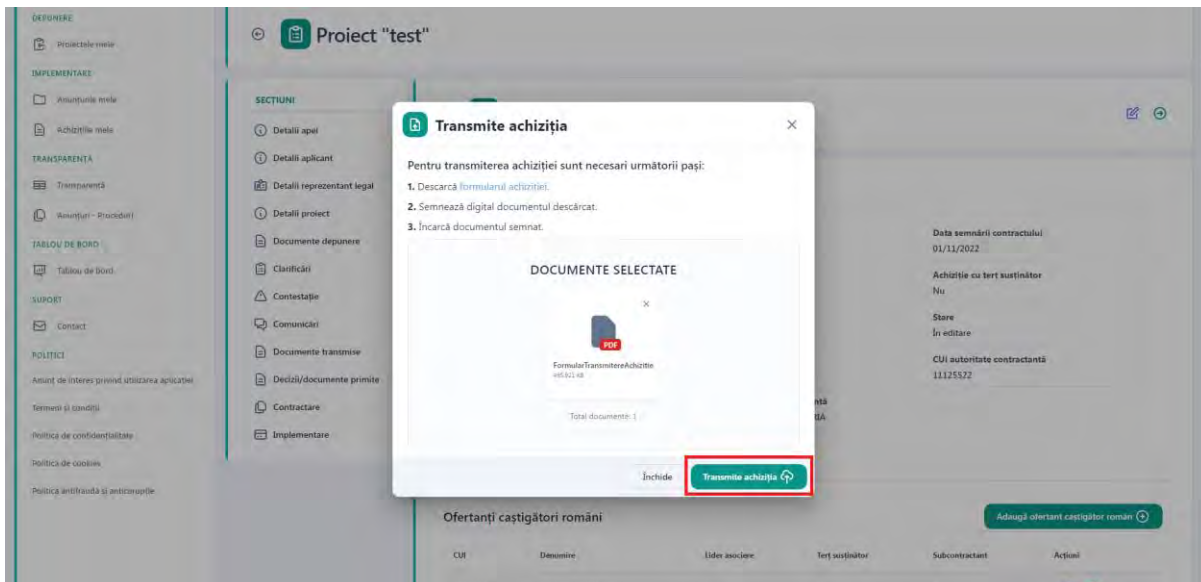 DEPUNERE
Proiectele mele
IMPLEMENTARE
Anunțurile mele
Achizițiile mele
TRANSPARENȚA
Transparență
Anunțuri - Proceduri
TABLOU DE BORD
Tablou de Bord
SUPORT
Contact
POLITICI
Anunț de interes privind utilizarea aplicației
Termeni și condiții
Politica de confidențialitate
Politica de cookies
Politica antifraudă și anticorupție
Proiect "test"
SECȚIUNI
Detalii apel
Detalii aplicant
Detalii reprezentant legal
Detalii proiect
Documente depunere
Clarificări
Contestație
Comunicări
Documente transmise
Decizii/documente primite
Contractare
Implementare
Transmite achiziția
Pentru transmiterea achiziției sunt necesari următorii pași:
1. Descarcă formularul achiziției.
2. Semnează digital documentul descărcat.
3. Încarcă documentul semnat.
DOCUMENTE SELECTATE
PDF
FormularTransmitereAchizitie
Total documente: 1
Închide
Transmite achiziția
Data semnării contractului
01/11/2022
Achiziție cu terț susținător
Nu
Stare
În editare
CUI autoritate contractantă
11125572
Ofertanți caștigători români
Adaugă ofertant caștigător român
CUI Denumire Lider asociere Terț susținător Subcontractant Acțiuni